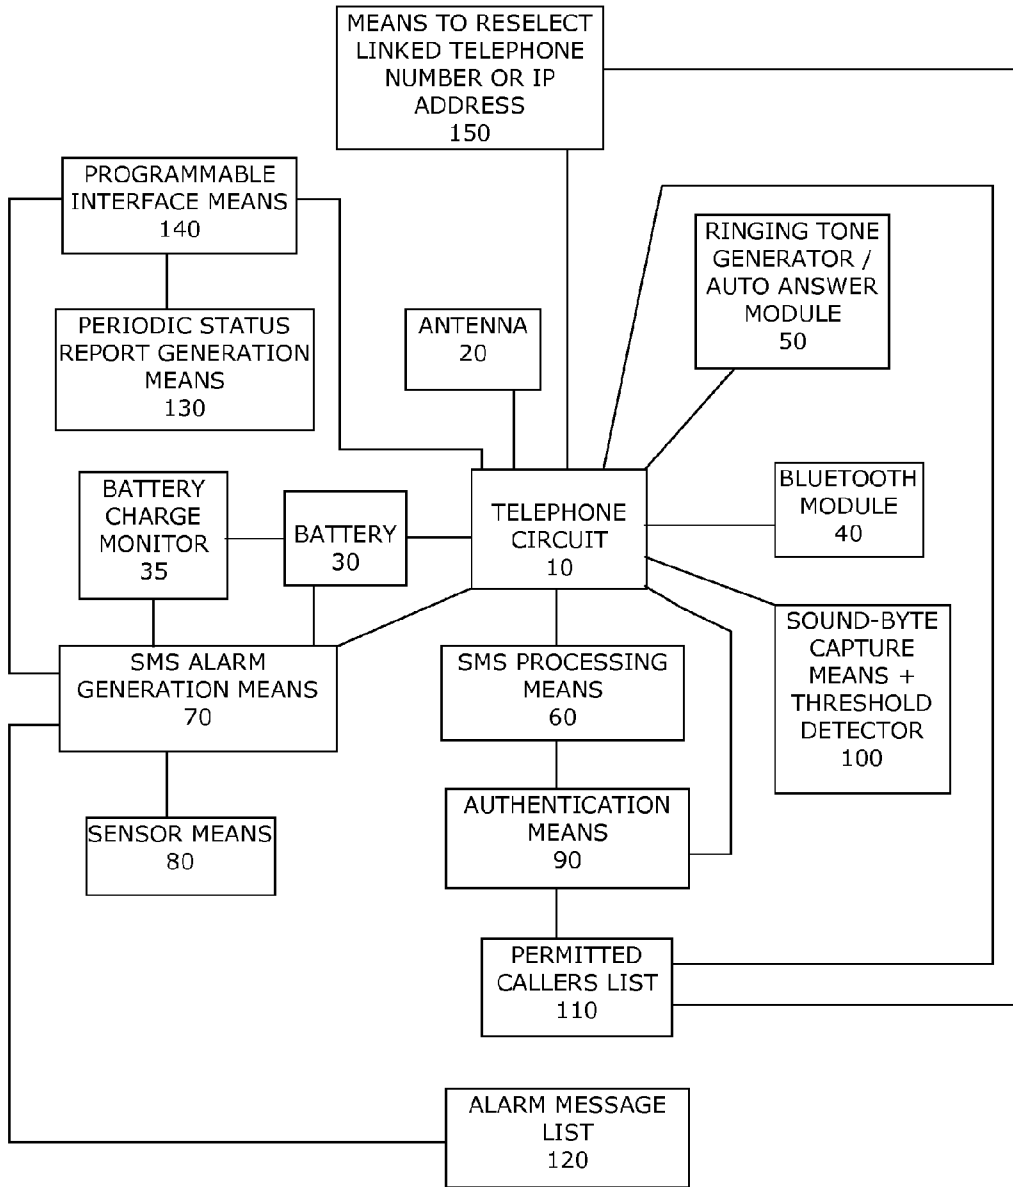 MEANS TO RESELECT
LINKED TELEPHONE
NUMBER OR IP
ADDRESS
150
PROGRAMMABLE
INTERFACE MEANS
140
RINGING TONE
GENERATOR /
AUTO ANSWER
MODULE
50
PERIODIC STATUS
REPORT GENERATION
MEANS
130
ANTENNA
20
BATTERY
CHARGE
MONITOR
35
BATTERY
30
TELEPHONE
CIRCUIT
10
BLUETOOTH
MODULE
40
SMS ALARM
GENERATION MEANS
70
SMS PROCESSING
MEANS
60
SOUND-BYTE
CAPTURE
MEANS +
THRESHOLD
DETECTOR
100
SENSOR MEANS
80
AUTHENTICATION
MEANS
90
PERMITTED
CALLERS LIST
110
ALARM MESSAGE
LIST
120